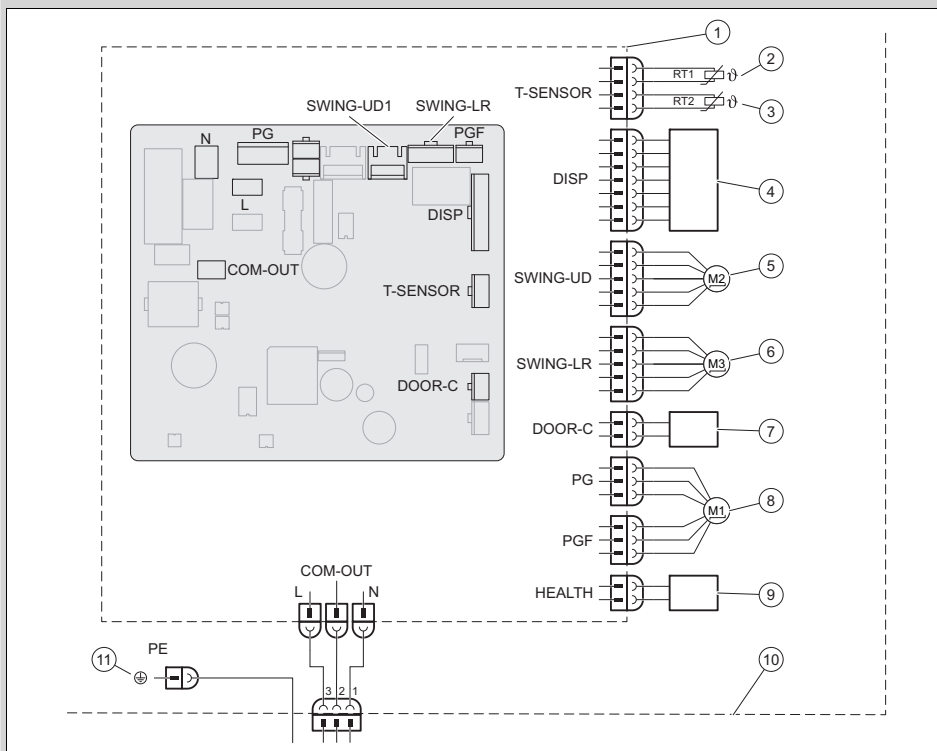 1
T-SENSOR
RT1 ϑ 2
RT2 ϑ 3
SWING-UD1 SWING-LR
N PG PGF
L
DISP
COM-OUT
T-SENSOR
DOOR-C
DISP 4
SWING-UD M2 5
SWING-LR M3 6
DOOR-C 7
PG
M1 8
PGF
HEALTH 9
COM-OUT
L N
PE
11
3 2 1
10